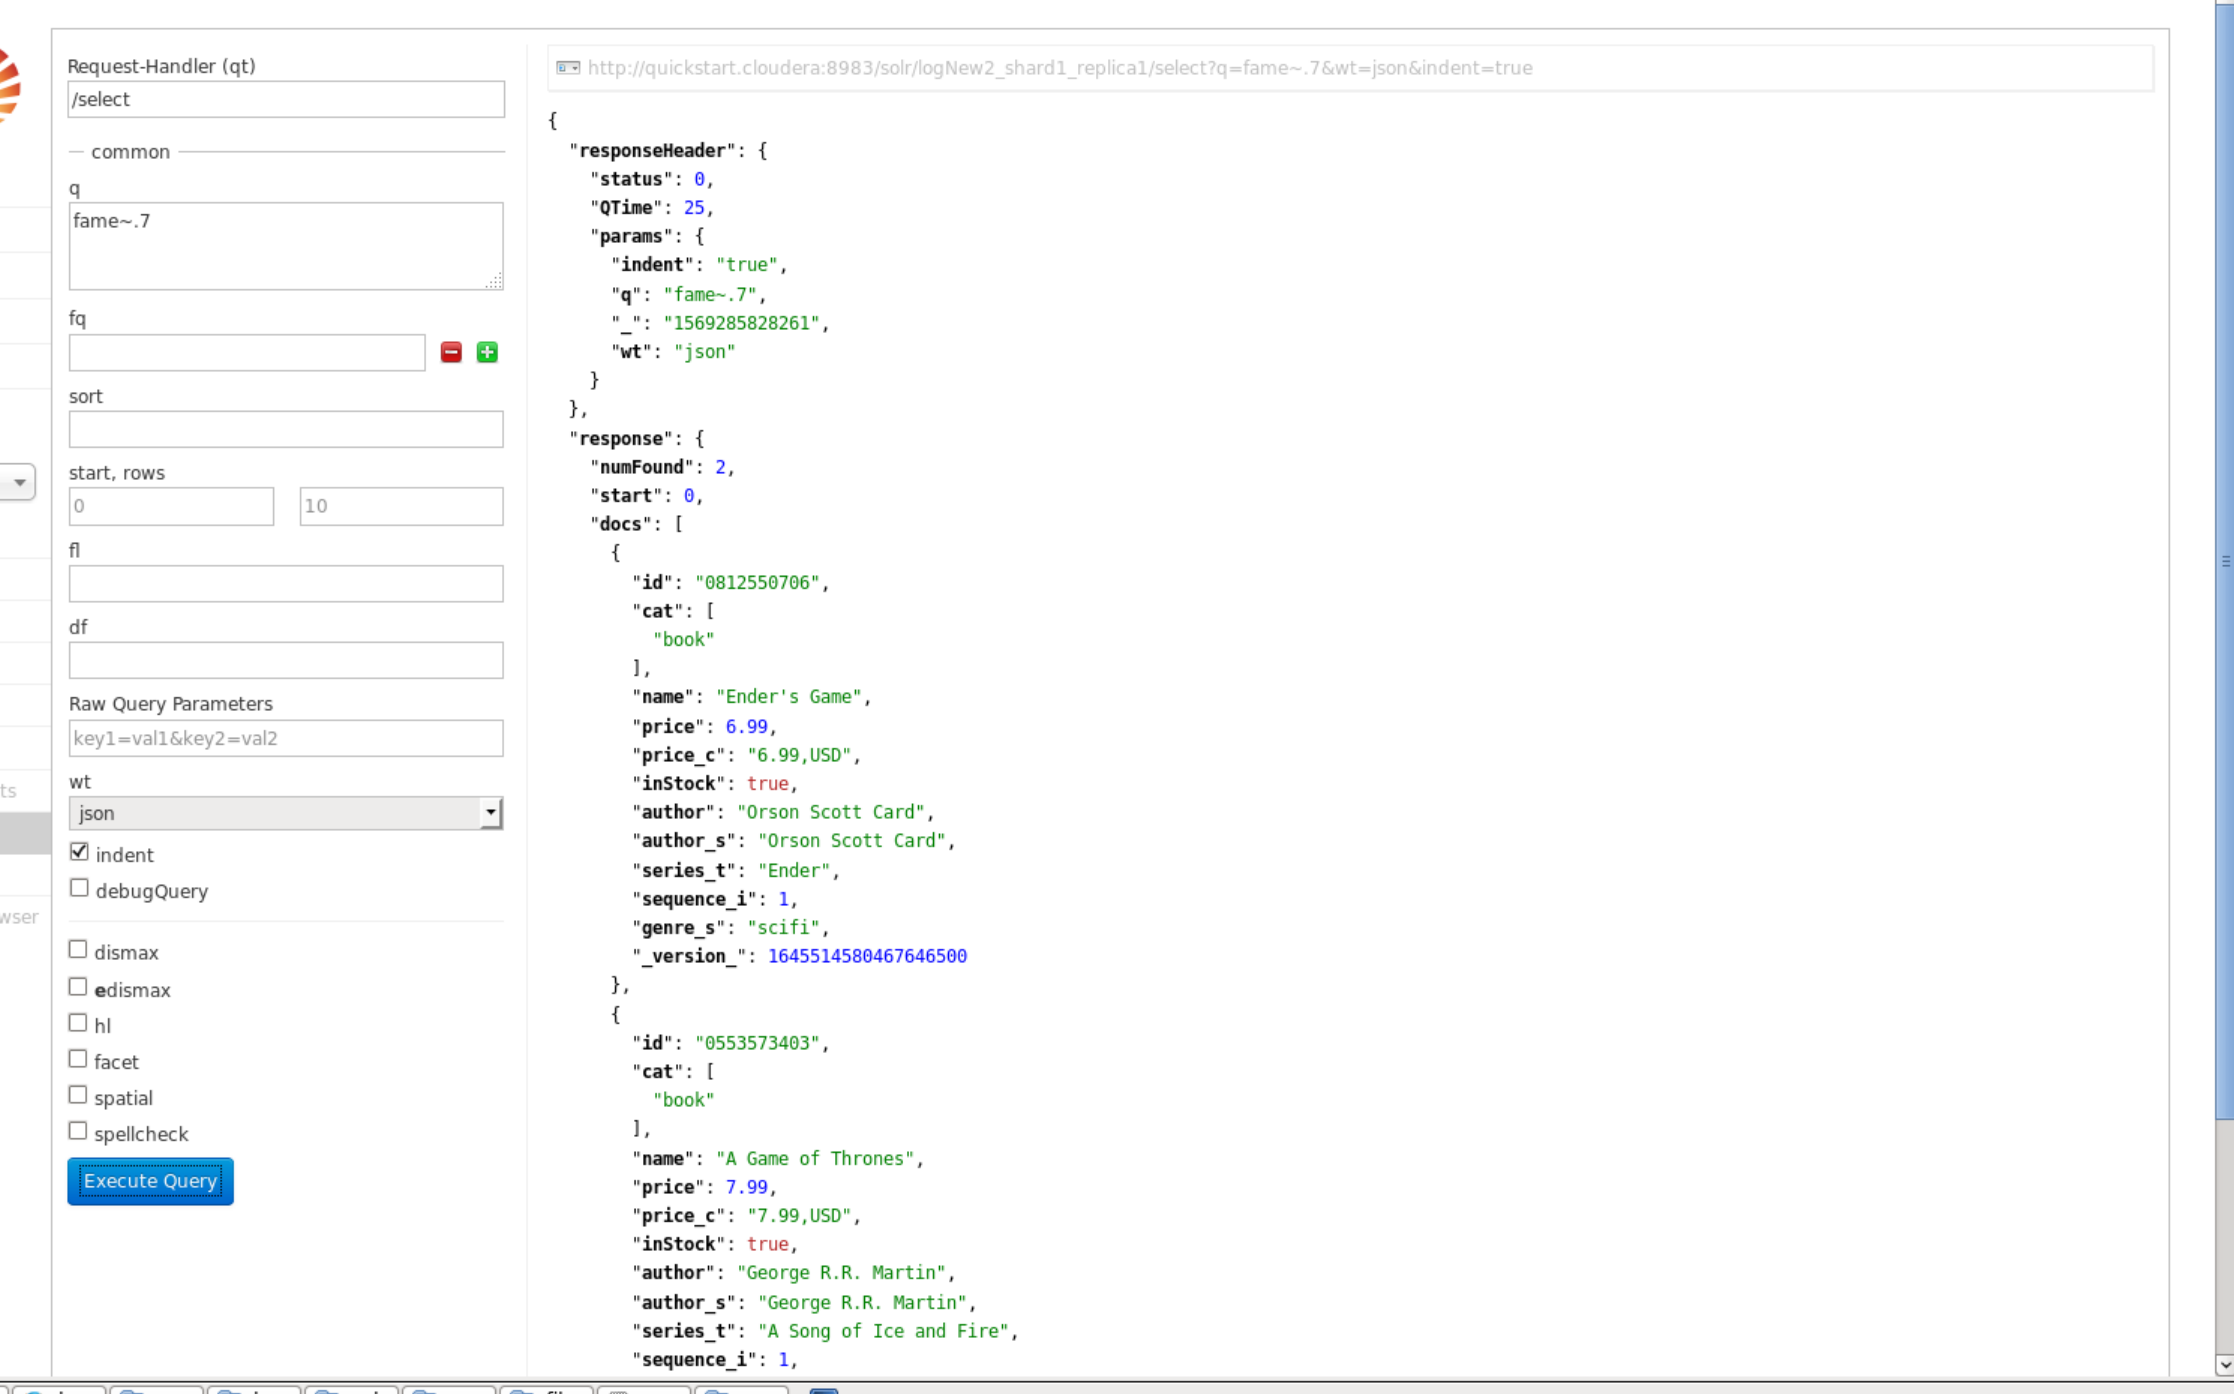 Request-Handler (qt)
/select
common
q
fame~.7
fq
sort
start, rows
0 10
fl
df
Raw Query Parameters
key1=val1&key2=val2
wt
json
indent
debugQuery
dismax
edismax
hl
facet
spatial
spellcheck
Execute Query
ts
wser
http://quickstart.cloudera:8983/solr/logNew2_shard1_replica1/select?q=fame~.7&wt=json&indent=true
{
"responseHeader": {
"status": 0,
"QTime": 25,
"params": {
"indent": "true",
"q": "fame~.7",
"_": "1569285828261",
"wt": "json"
}
},
"response": {
"numFound": 2,
"start": 0,
"docs": [
{
"id": "0812550706",
"cat": [
"book"
],
"name": "Ender's Game",
"price": 6.99,
"price_c": "6.99,USD",
"inStock": true,
"author": "Orson Scott Card",
"author_s": "Orson Scott Card",
"series_t": "Ender",
"sequence_i": 1,
"genre_s": "scifi",
"_version_": 1645514580467646500
},
{
"id": "0553573403",
"cat": [
"book"
],
"name": "A Game of Thrones",
"price": 7.99,
"price_c": "7.99,USD",
"inStock": true,
"author": "George R.R. Martin",
"author_s": "George R.R. Martin",
"series_t": "A Song of Ice and Fire",
"sequence_i": 1,